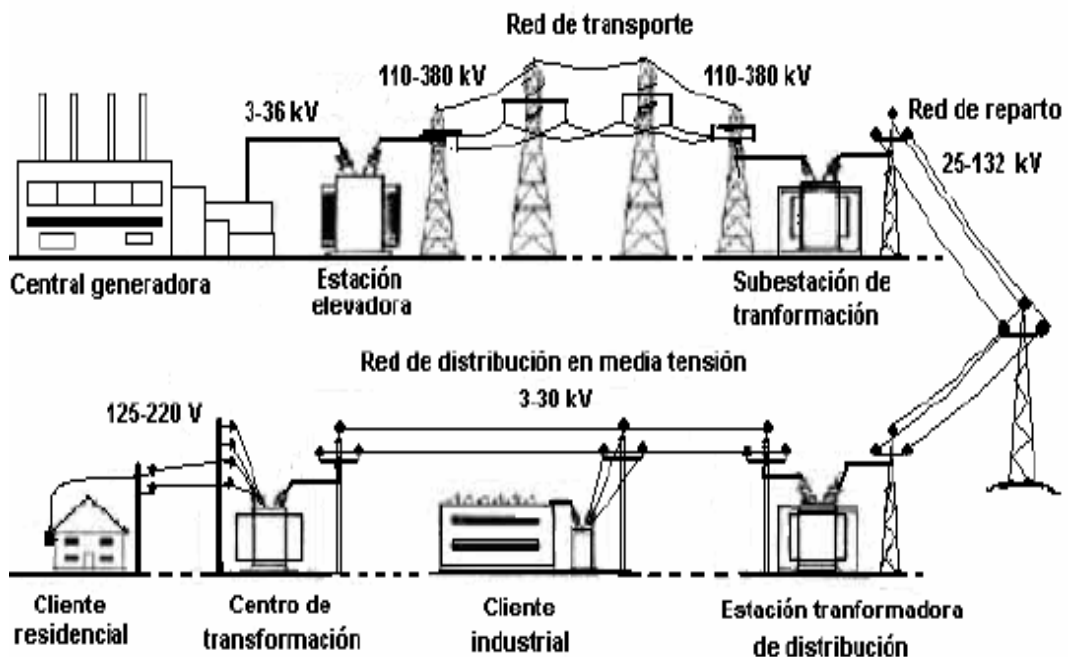 Red de transporte
110-380 kV
110-380 kV
3-36 kV
Red de reparto
25-132 kV
Central generadora
Estación
elevadora
Subestación de
tranformación
Red de distribución en media tensión
125-220 V
3-30 kV
Cliente
residencial
Centro de
transformación
Cliente
industrial
Estación tranformadora
de distribución